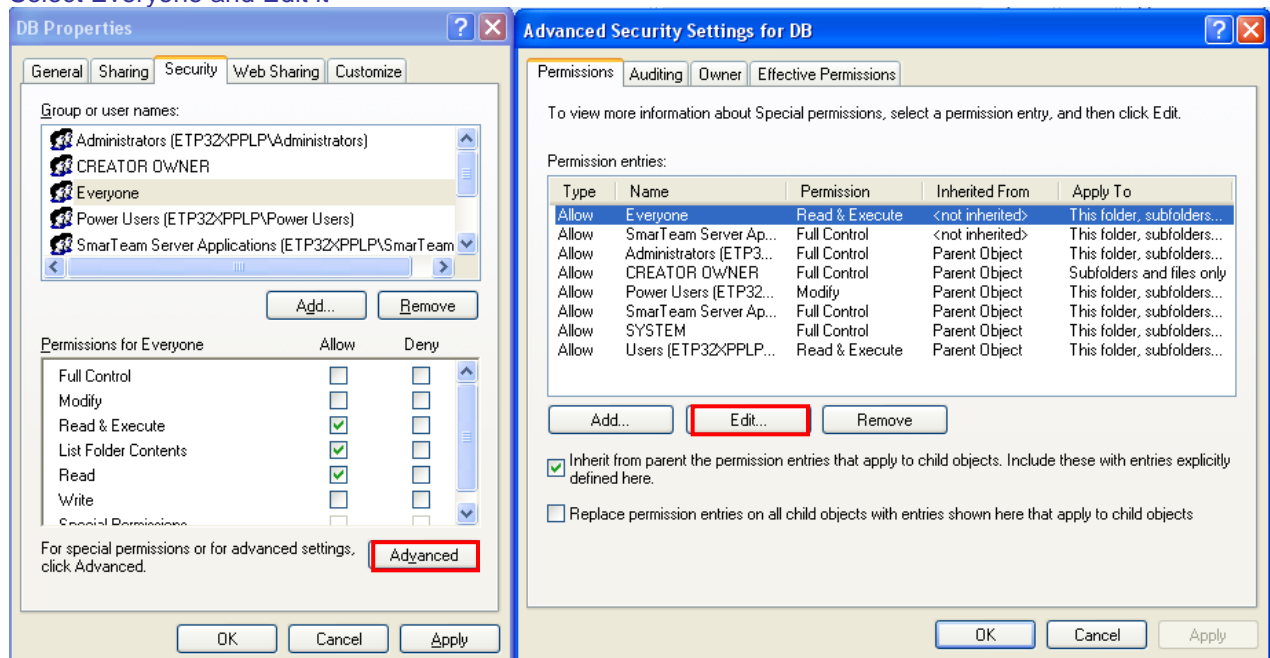 Select Everyone and Edit it
DB Properties
General Sharing Security Web Sharing Customize
Group or user names:
Administrators (ETP32XPPLP\Administrators)
CREATOR OWNER
Everyone
Power Users (ETP32XPPLP\Power Users)
SmarTeam Server Applications (ETP32XPPLP\SmarTeam
Add... Remove
Permissions for Everyone Allow Deny
Full Control
Modify
Read & Execute
List Folder Contents
Read
Write
Special Permissions
For special permissions or for advanced settings,
click Advanced.
Advanced
OK Cancel Apply
Advanced Security Settings for DB
Permissions Auditing Owner Effective Permissions
To view more information about Special permissions, select a permission entry, and then click Edit.
Permission entries:
Type Name Permission Inherited From Apply To
Allow Everyone Read & Execute <not inherited> This folder, subfolders...
Allow SmarTeam Server Ap... Full Control <not inherited> This folder, subfolders...
Allow Administrators (ETP3... Full Control Parent Object This folder, subfolders...
Allow CREATOR OWNER Full Control Parent Object Subfolders and files only
Allow Power Users (ETP32... Modify Parent Object This folder, subfolders...
Allow SmarTeam Server Ap... Full Control Parent Object This folder, subfolders...
Allow SYSTEM Full Control Parent Object This folder, subfolders...
Allow Users (ETP32XPPLP... Read & Execute Parent Object This folder, subfolders...
Add... Edit... Remove
Inherit from parent the permission entries that apply to child objects. Include these with entries explicitly
defined here.
Replace permission entries on all child objects with entries shown here that apply to child objects
OK Cancel Apply